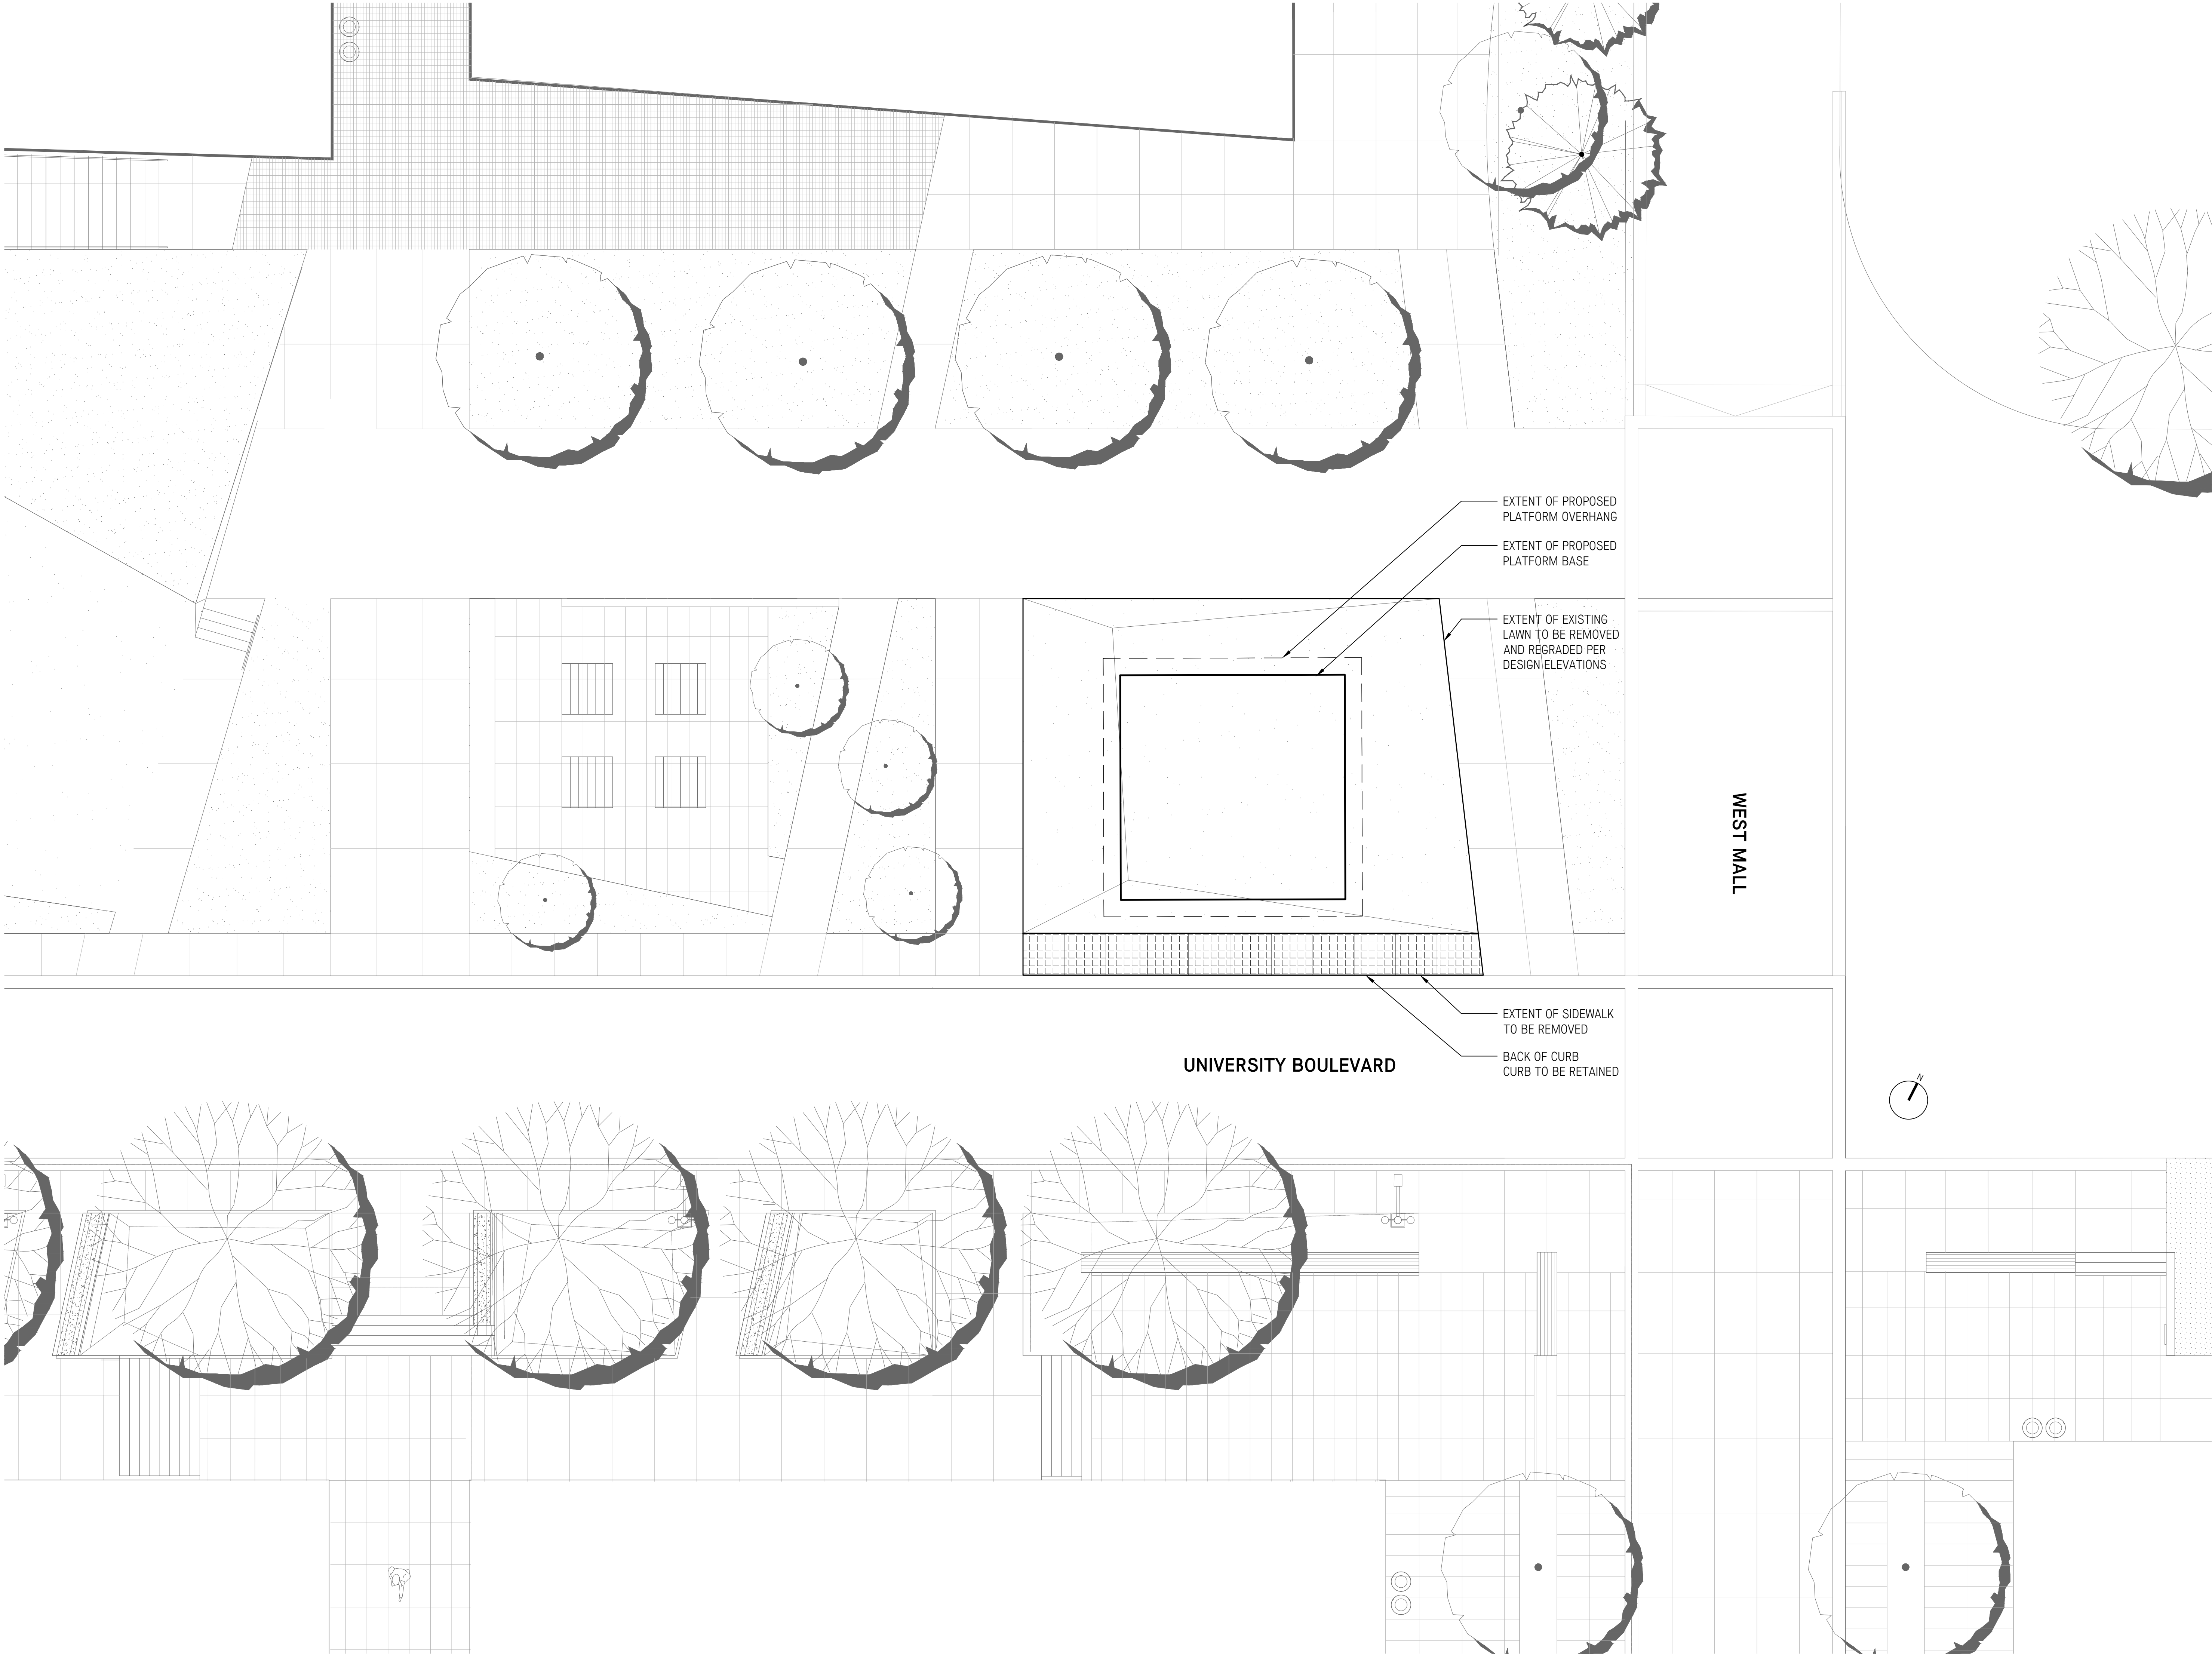 EXTENT OF PROPOSED
PLATFORM OVERHANG
EXTENT OF PROPOSED
PLATFORM BASE
EXTENT OF EXISTING
LAWN TO BE REMOVED
AND REGRADED PER
DESIGN ELEVATIONS
WEST MALL
EXTENT OF SIDEWALK
TO BE REMOVED
BACK OF CURB
CURB TO BE RETAINED
UNIVERSITY BOULEVARD
N